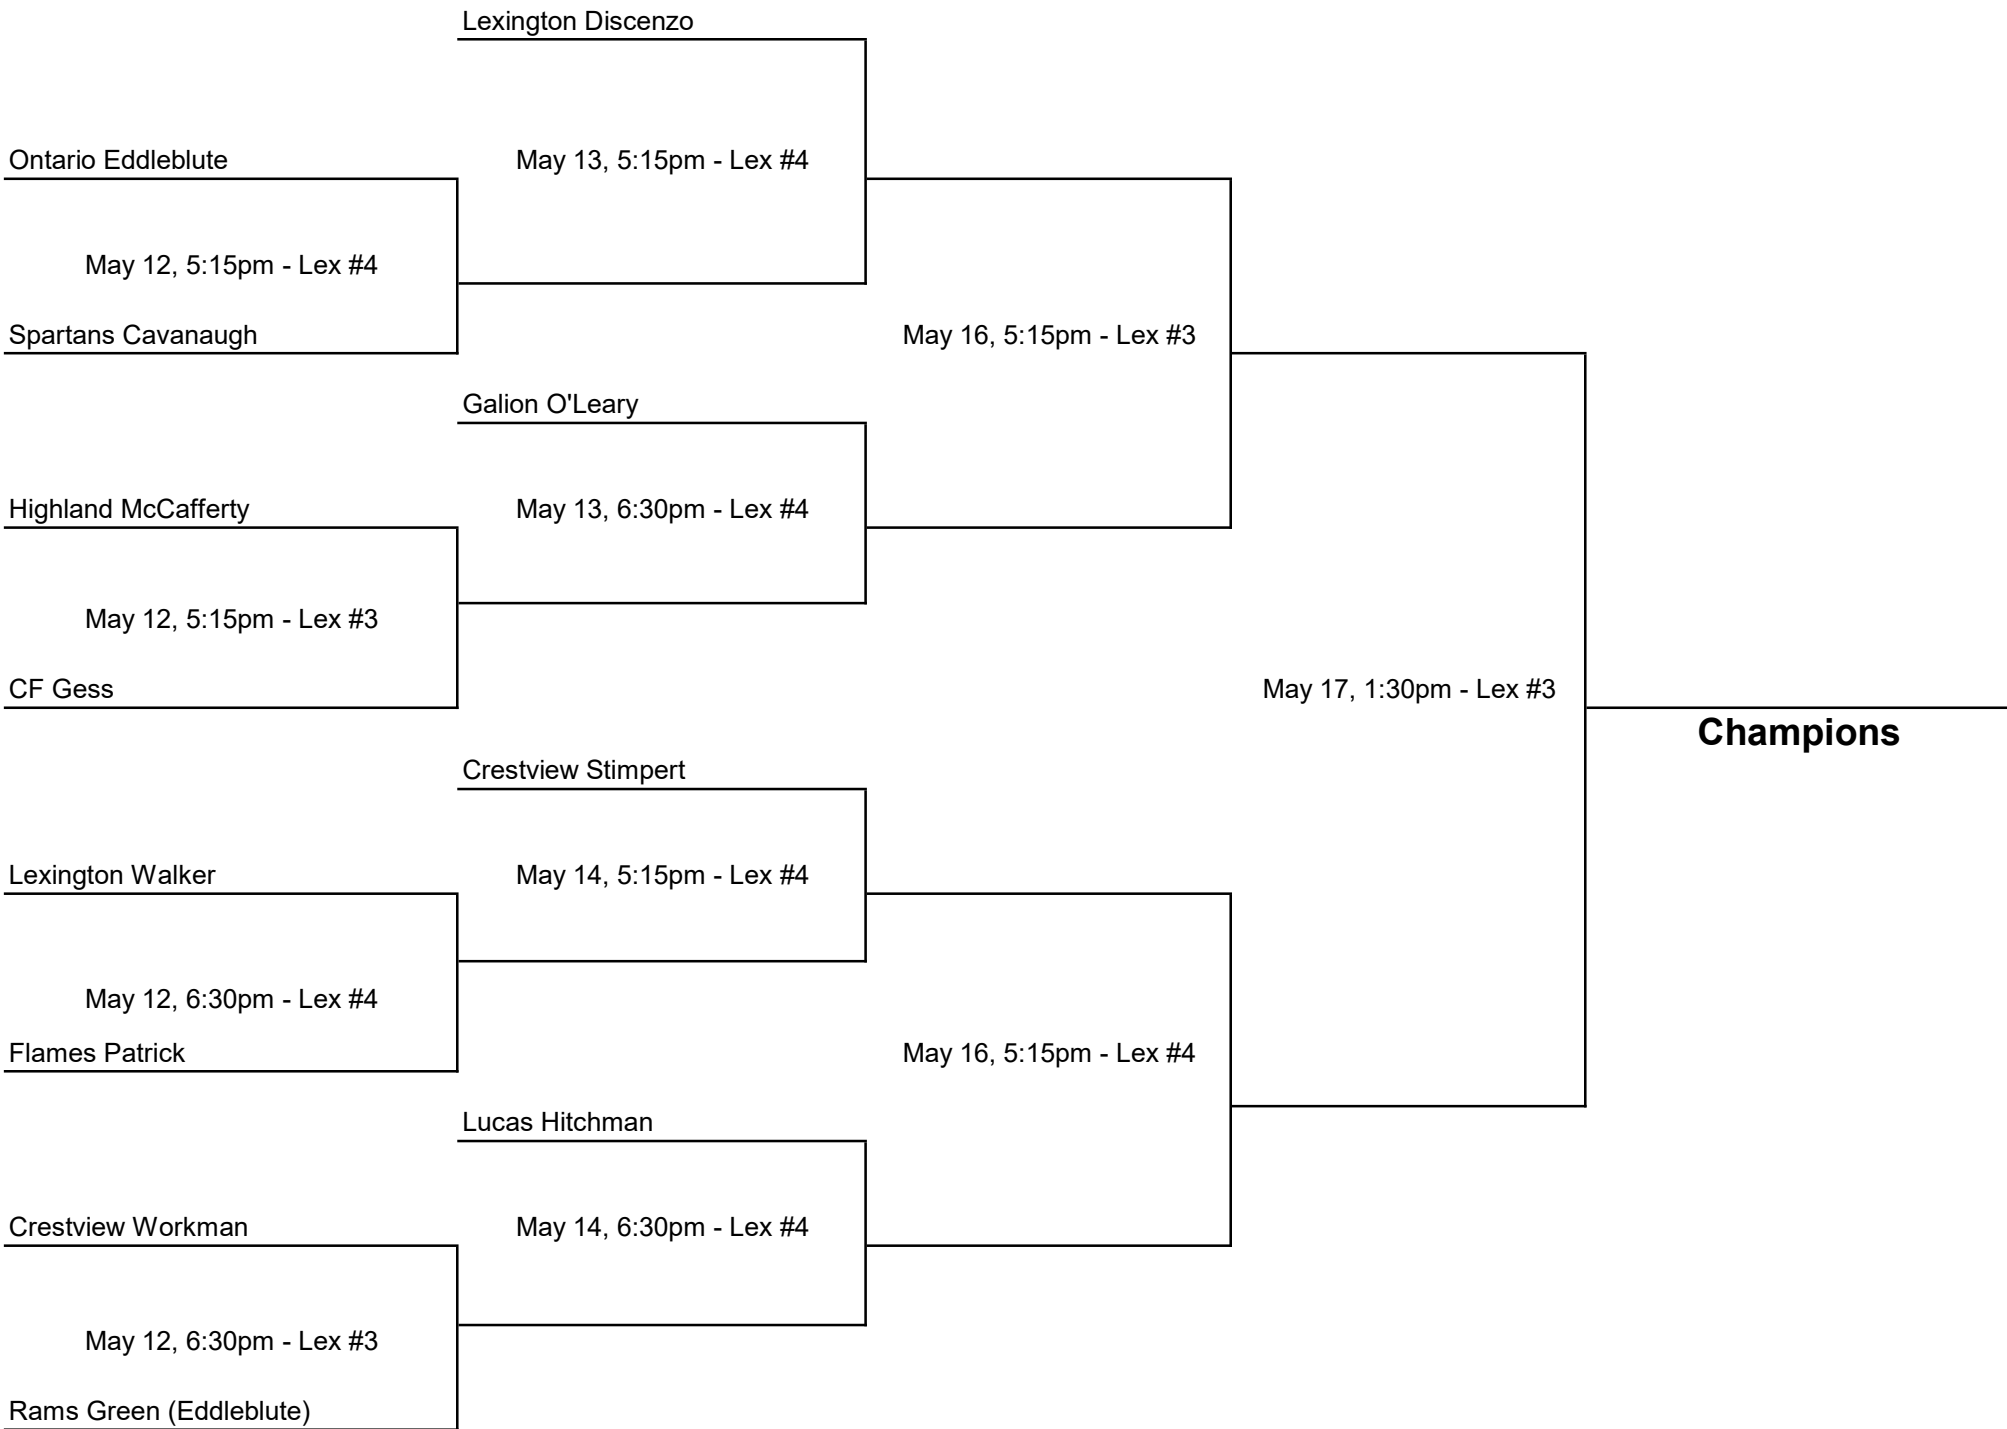 Lexington Discenzo
Ontario Eddleblute
May 13, 5:15pm - Lex #4
May 12, 5:15pm - Lex #4
Spartans Cavanaugh
May 16, 5:15pm - Lex #3
Galion O'Leary
Highland McCafferty
May 13, 6:30pm - Lex #4
May 12, 5:15pm - Lex #3
CF Gess
May 17, 1:30pm - Lex #3
Champions
Crestview Stimpert
Lexington Walker
May 14, 5:15pm - Lex #4
May 12, 6:30pm - Lex #4
Flames Patrick
May 16, 5:15pm - Lex #4
Lucas Hitchman
Crestview Workman
May 14, 6:30pm - Lex #4
May 12, 6:30pm - Lex #3
Rams Green (Eddleblute)